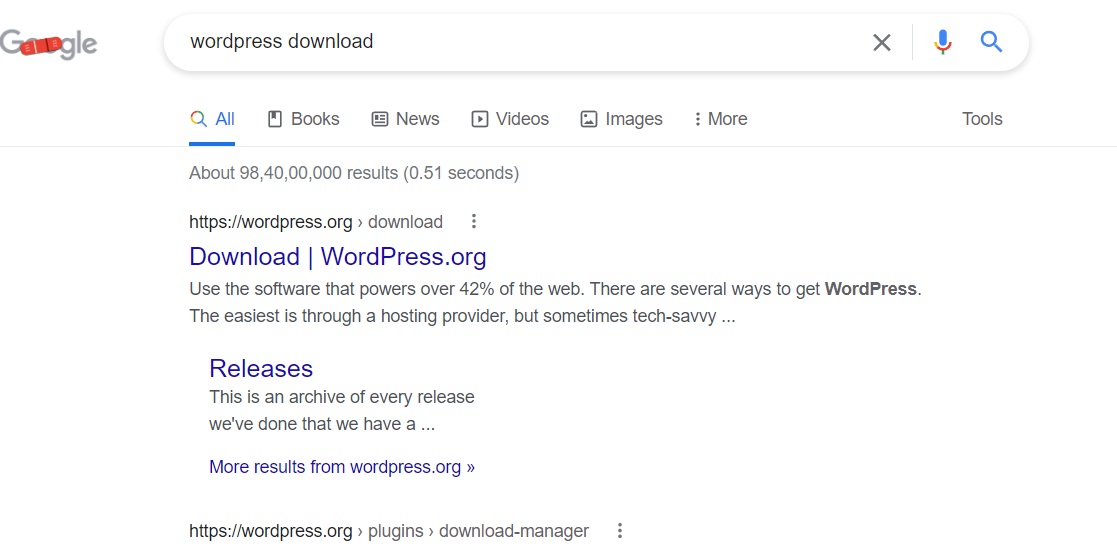 Google
wordpress download
All Books News Videos Images More Tools
About 98,40,00,000 results (0.51 seconds)
https://wordpress.org › download
Download | WordPress.org
Use the software that powers over 42% of the web. There are several ways to get WordPress.
The easiest is through a hosting provider, but sometimes tech-savvy ...
Releases
This is an archive of every release
we've done that we have a ...
More results from wordpress.org »
https://wordpress.org › plugins › download-manager